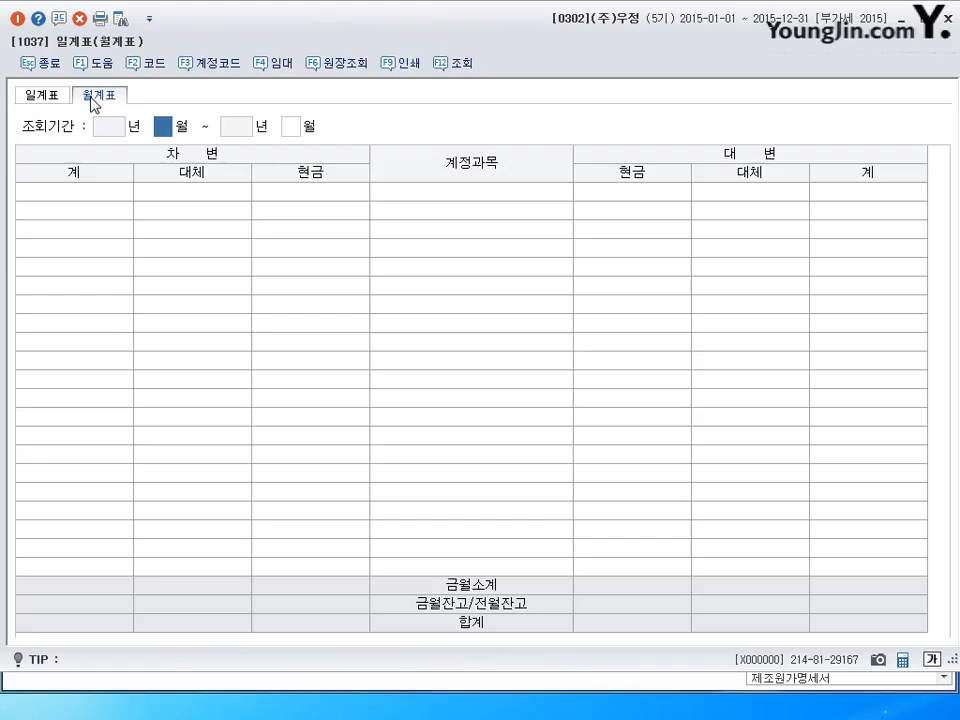 [0302](주)우정 (5기) 2015-01-01 ~ 2015-12-31 [부가세 2015]
YoungJin.com Y.
[1037] 일계표(월계표)
Esc 종료 F1 도움 F2 코드 F3 계정코드 F4 임대 F6 원장조회 F9 인쇄 F12 조회
일계표 월계표
조회기간 : 년 월 ~ 년 월
차 변 계정과목 대 변
계 대체 현금 현금 대체 계
금월소계
금월잔고/전월잔고
합계
TIP : [X000000] 214-81-29167 가
제조원가명세서